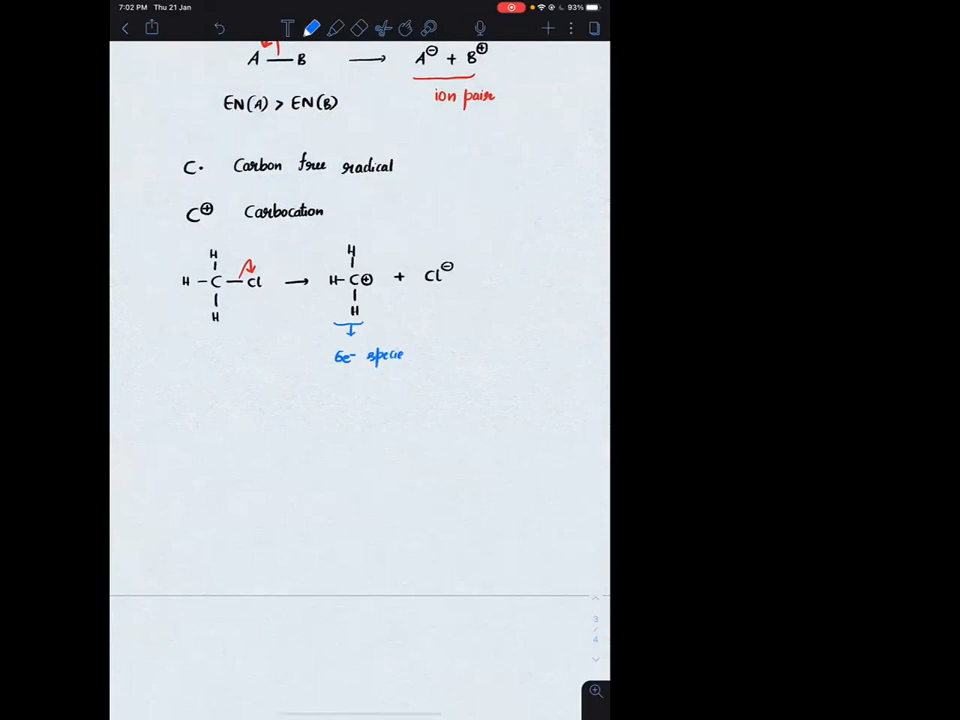 7:02 PM Thu 21 Jan
93%
T
A — B ⟶ A⊖ + B⊕
ion pair
EN(A) > EN(B)
C· Carbon free radical
C⊕ Carbocation
H H
H – C – Cl ⟶ H – C⊕ + Cl⊖
H H
6e⁻ specie
3
/
4